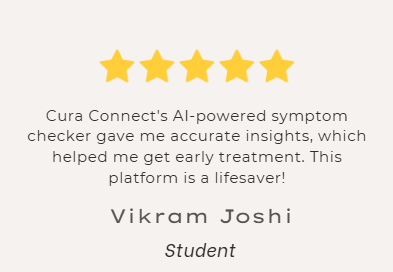 Cura Connect's AI-powered symptom
checker gave me accurate insights, which
helped me get early treatment. This
platform is a lifesaver!
Vikram Joshi
Student